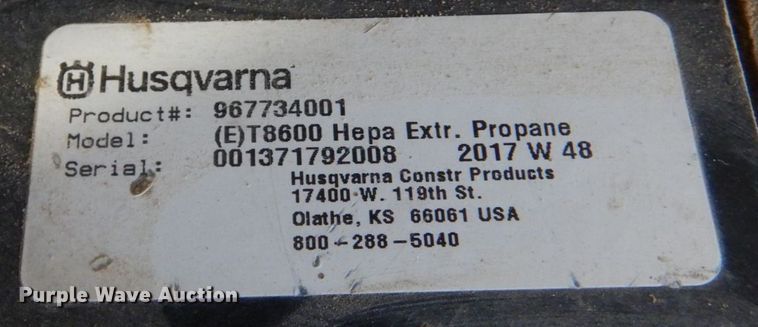 Husqvarna
Product#: 967734001
Model: (E)T8600 Hepa Extr. Propane
Serial: 001371792008 2017 W 48
Husqvarna Constr Products
17400 W. 119th St.
Olathe, KS 66061 USA
800-288-5040
Purple Wave Auction